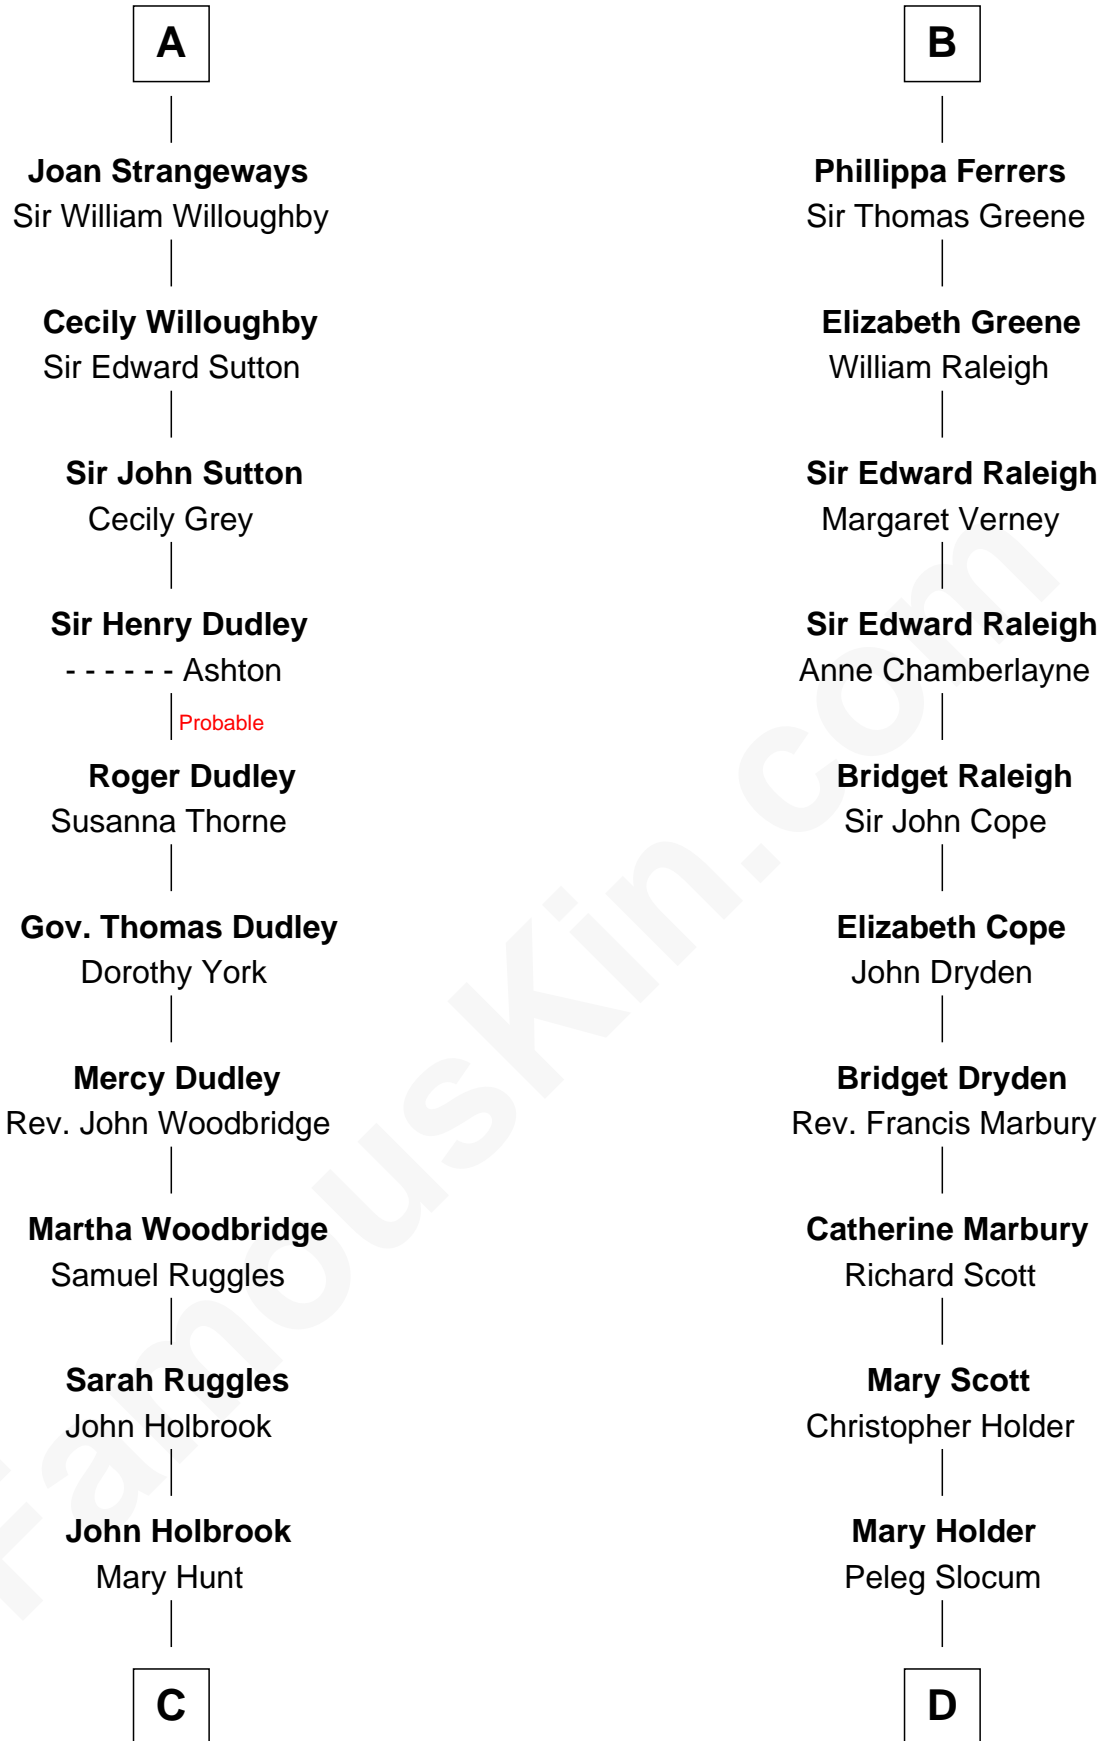 A
Joan Strangeways
Sir William Willoughby
Cecily Willoughby
Sir Edward Sutton
Sir John Sutton
Cecily Grey
Sir Henry Dudley
- - - - - - Ashton
Probable
Roger Dudley
Susanna Thorne
Gov. Thomas Dudley
Dorothy York
Mercy Dudley
Rev. John Woodbridge
Martha Woodbridge
Samuel Ruggles
Sarah Ruggles
John Holbrook
John Holbrook
Mary Hunt
C
B
Phillippa Ferrers
Sir Thomas Greene
Elizabeth Greene
William Raleigh
Sir Edward Raleigh
Margaret Verney
Sir Edward Raleigh
Anne Chamberlayne
Bridget Raleigh
Sir John Cope
Elizabeth Cope
John Dryden
Bridget Dryden
Rev. Francis Marbury
Catherine Marbury
Richard Scott
Mary Scott
Christopher Holder
Mary Holder
Peleg Slocum
D
FamousKin.com